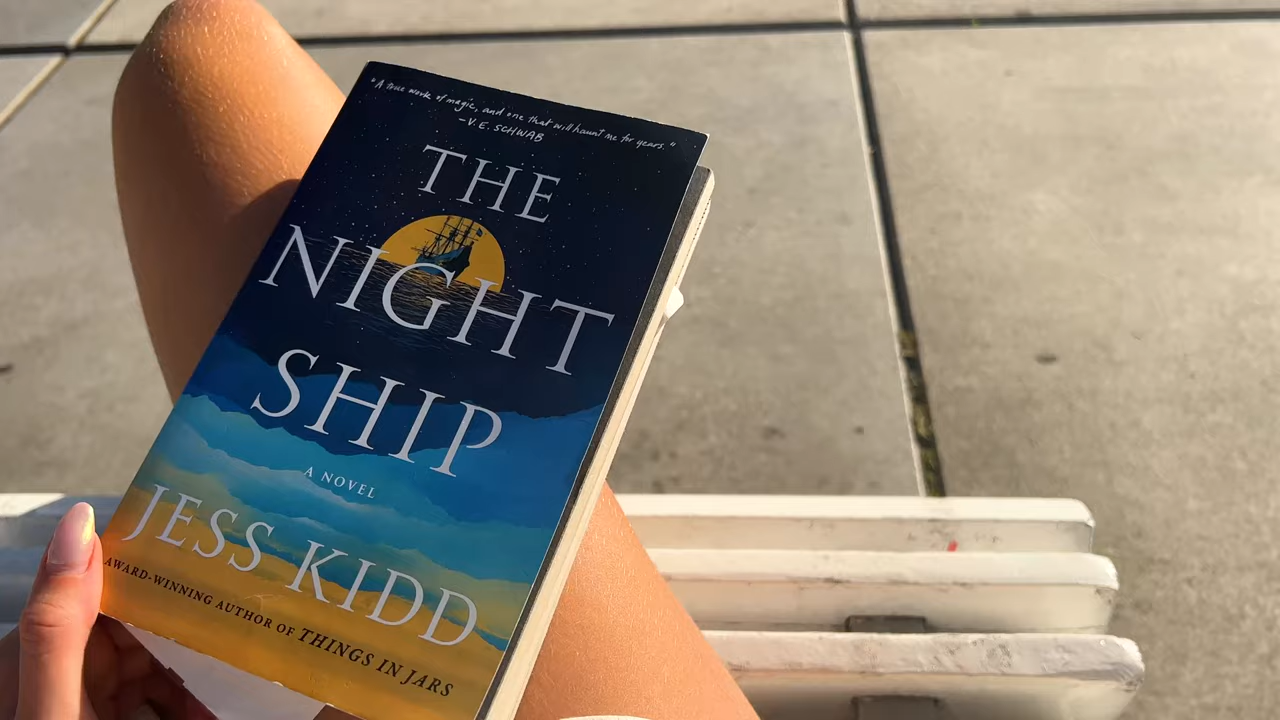 "A true work of magic, and one that will haunt me for years."
-V. E. SCHWAB
THE
NIGHT
SHIP
A NOVEL
JESS KIDD
AWARD-WINNING AUTHOR OF THINGS IN JARS